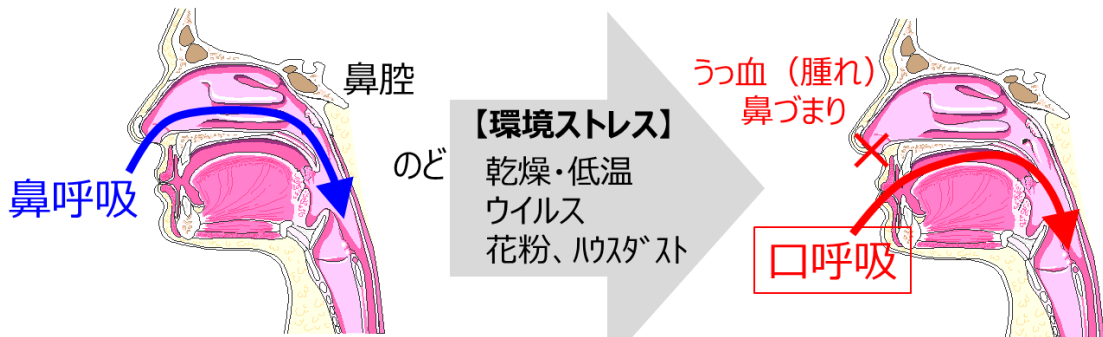 鼻腔
のど
鼻呼吸
【環境ストレス】
乾燥・低温
ウイルス
花粉、ﾊｳｽﾀﾞｽﾄ
うっ血（腫れ）
鼻づまり
口呼吸